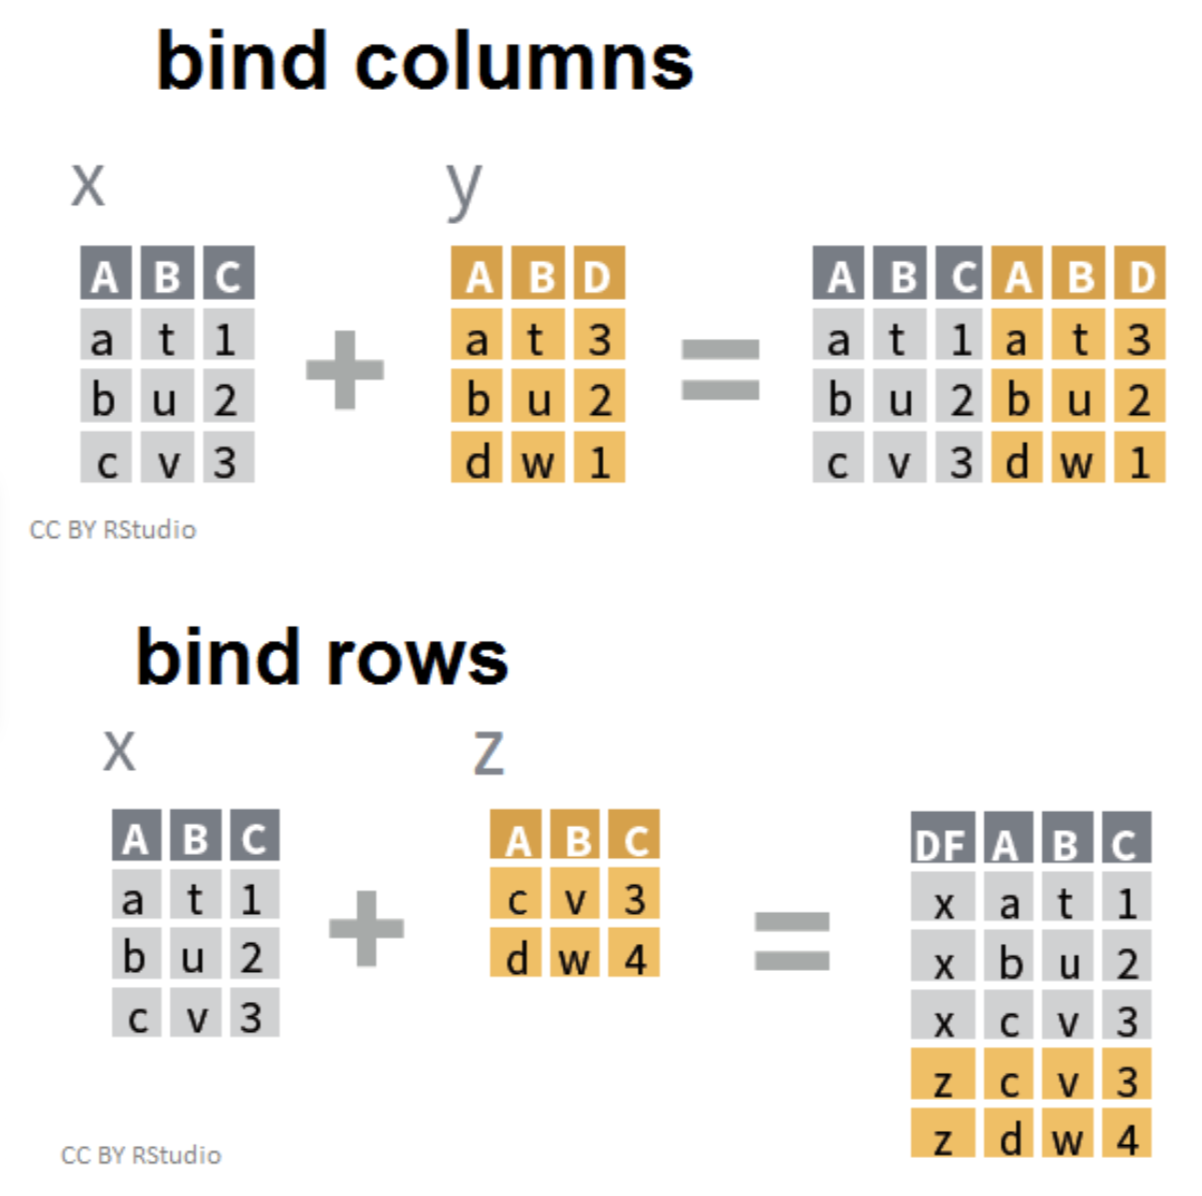 bind columns
x y
A B C A B D A B C A B D
a t 1 a t 3 a t 1 a t 3
b u 2 + b u 2 = b u 2 b u 2
c v 3 d w 1 c v 3 d w 1
CC BY RStudio
bind rows
x z
A B C A B C DF A B C
a t 1 c v 3 x a t 1
b u 2 + d w 4 = x b u 2
c v 3 x c v 3
z c v 3
z d w 4
CC BY RStudio